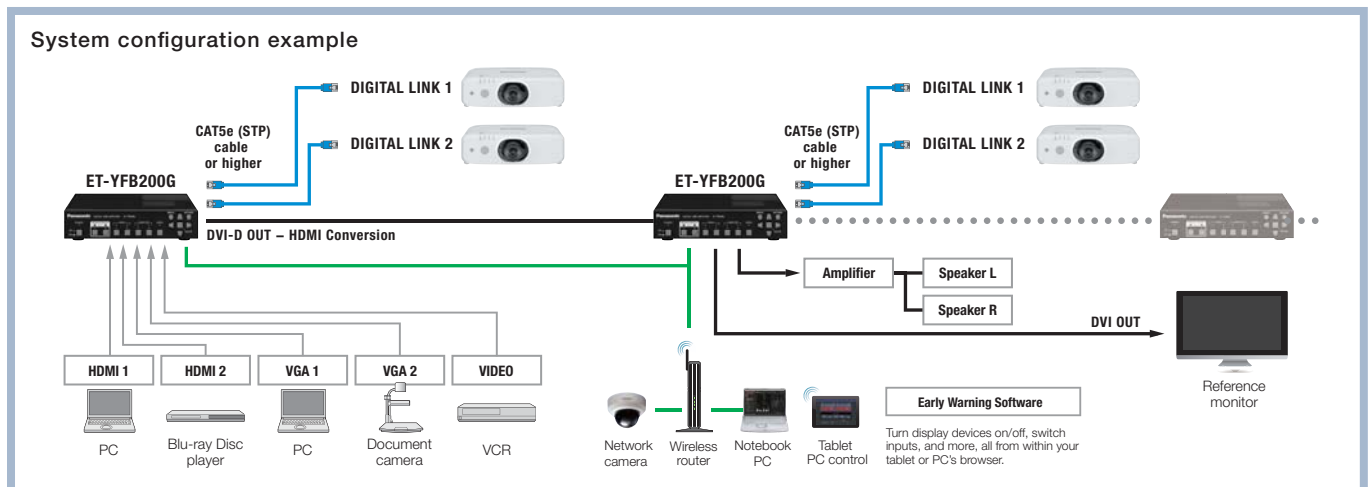 System configuration example
DIGITAL LINK 1
DIGITAL LINK 2
CAT5e (STP)
cable
or higher
ET-YFB200G
Panasonic
DVI-D OUT – HDMI Conversion
DIGITAL LINK 1
DIGITAL LINK 2
CAT5e (STP)
cable
or higher
ET-YFB200G
Panasonic
Panasonic
Amplifier
Speaker L
Speaker R
DVI OUT
HDMI 1
HDMI 2
VGA 1
VGA 2
VIDEO
PC
Blu-ray Disc
player
PC
Document
camera
VCR
Network
camera
Wireless
router
Notebook
PC
Tablet
PC control
Early Warning Software
Turn display devices on/off, switch
inputs, and more, all from within your
tablet or PC's browser.
Reference
monitor